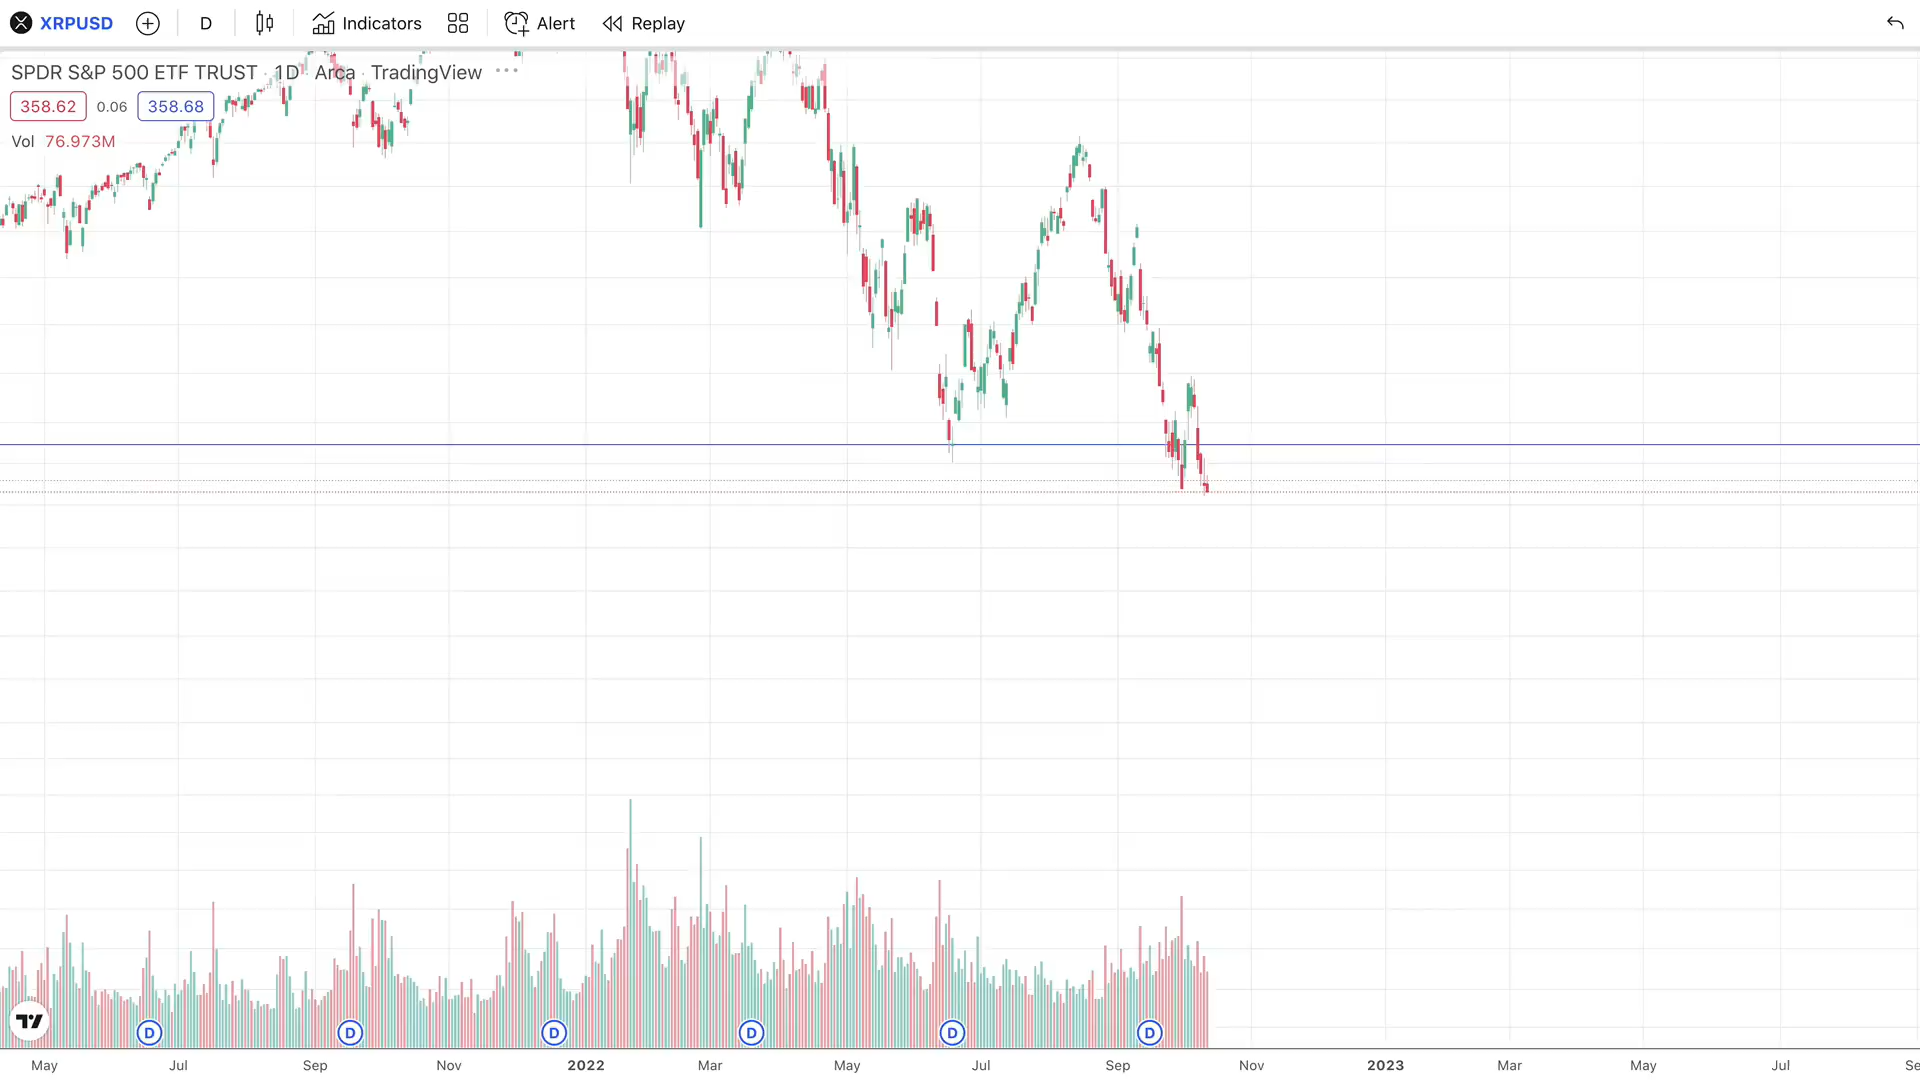 XRPUSD D Indicators Alert Replay
SPDR S&P 500 ETF TRUST · 1D · Arca · TradingView
358.62 0.06 358.68
Vol 76.973M
D D D D D D
May Jul Sep Nov 2022 Mar May Jul Sep Nov 2023 Mar May Jul